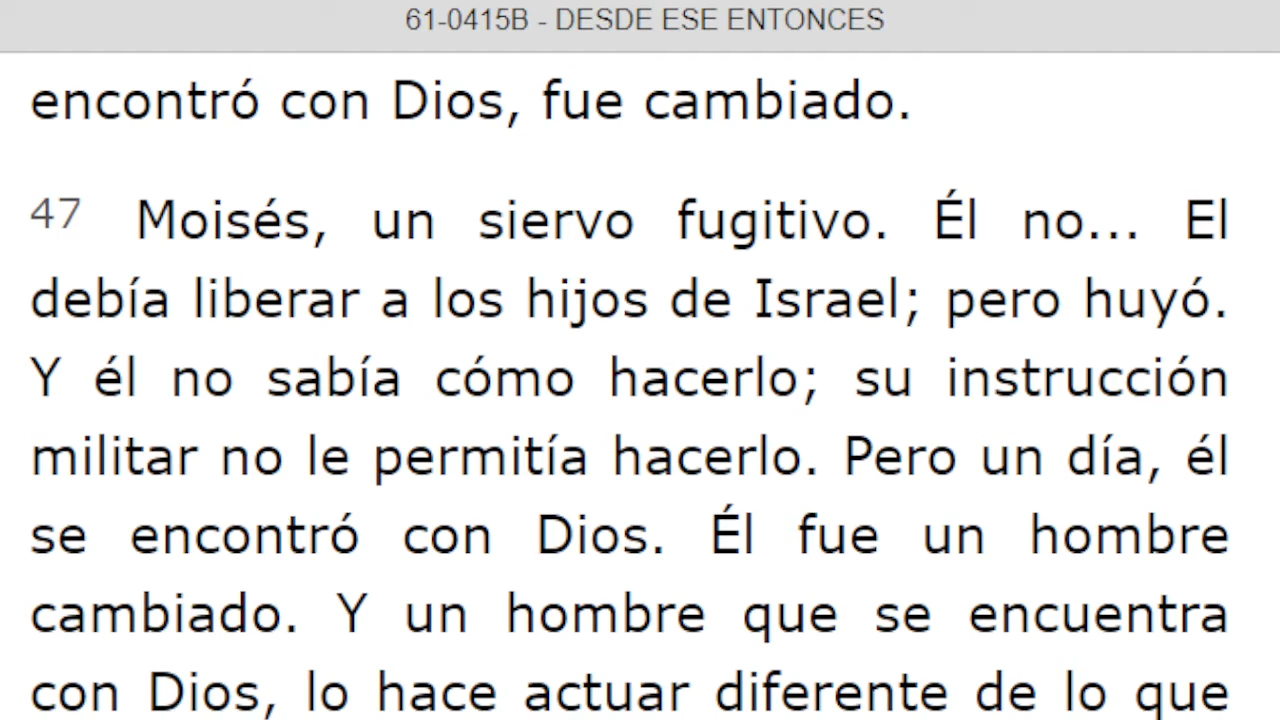 61-0415B - DESDE ESE ENTONCES
encontró con Dios, fue cambiado.
47 Moisés, un siervo fugitivo. Él no... El
debía liberar a los hijos de Israel; pero huyó.
Y él no sabía cómo hacerlo; su instrucción
militar no le permitía hacerlo. Pero un día, él
se encontró con Dios. Él fue un hombre
cambiado. Y un hombre que se encuentra
con Dios, lo hace actuar diferente de lo que